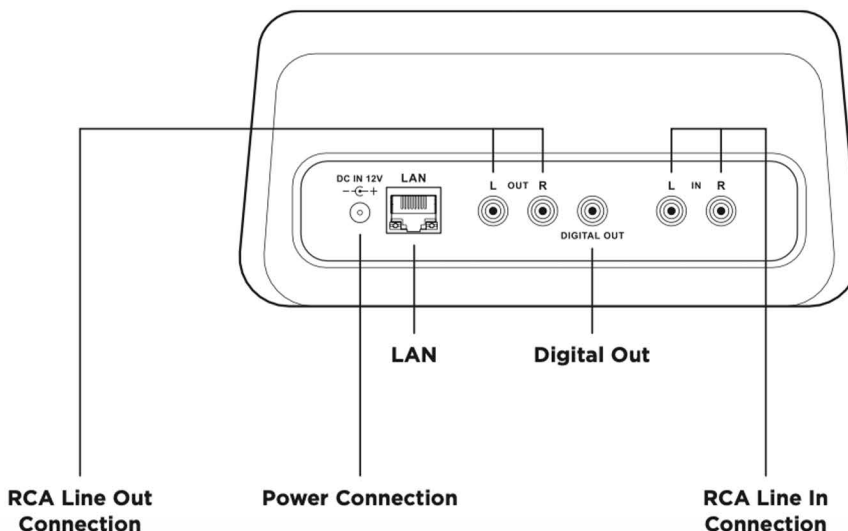 DC IN 12V
LAN
L OUT R
L IN R
DIGITAL OUT
LAN
Digital Out
RCA Line Out
Connection
Power Connection
RCA Line In
Connection